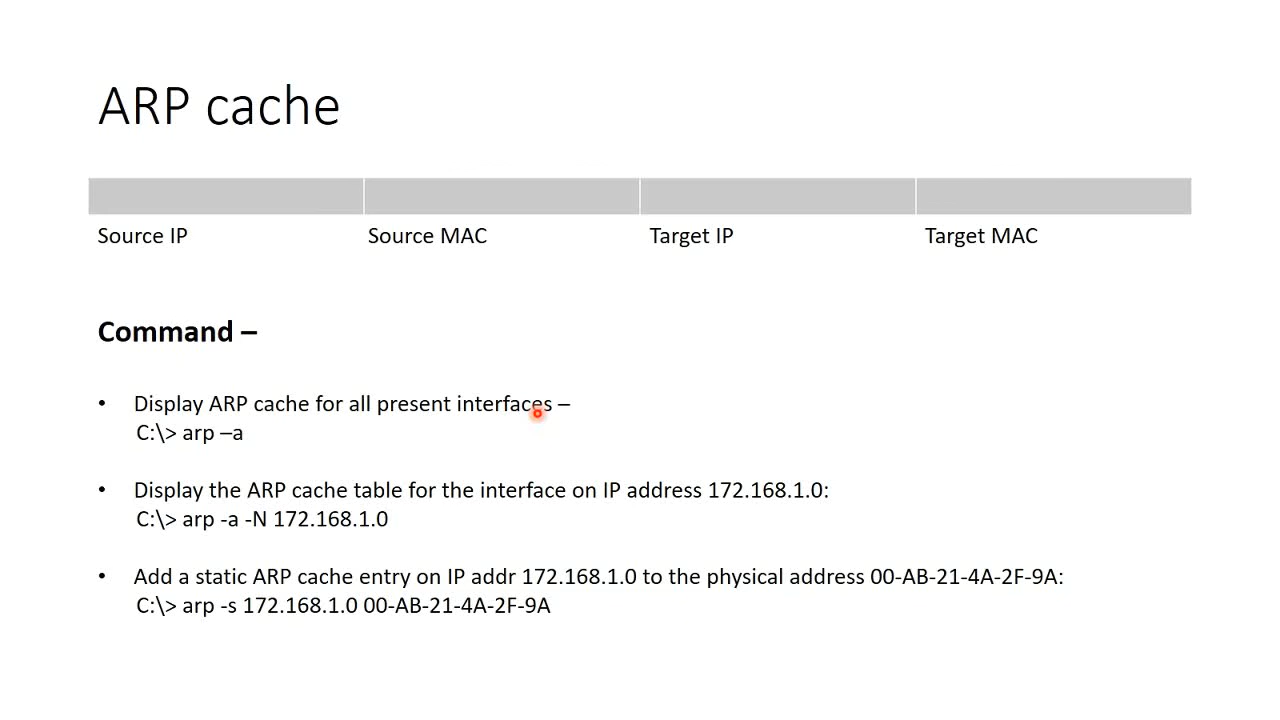 ARP cache
Source IP
Source MAC
Target IP
Target MAC
Command –
• Display ARP cache for all present interfaces –
C:\> arp –a
• Display the ARP cache table for the interface on IP address 172.168.1.0:
C:\> arp -a -N 172.168.1.0
• Add a static ARP cache entry on IP addr 172.168.1.0 to the physical address 00-AB-21-4A-2F-9A:
C:\> arp -s 172.168.1.0 00-AB-21-4A-2F-9A